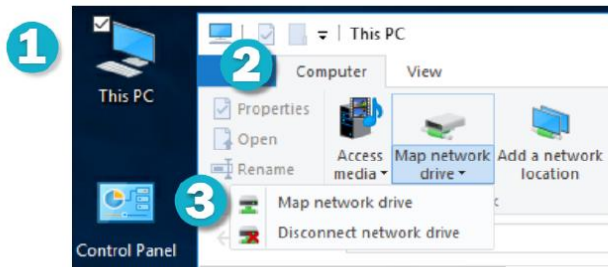 1
This PC
Control Panel
This PC
2
Computer View
Properties
Open
Rename
Access media
Map network drive
Add a network location
3
Map network drive
Disconnect network drive